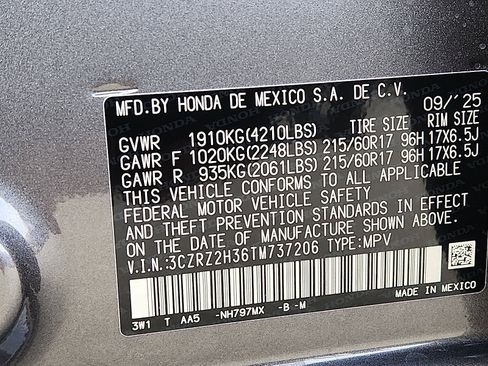 MFD.BY HONDA DE MEXICO S.A. DE C.V. 09/'25
TIRE SIZE RIM SIZE
GVWR 1910KG(4210LBS)
GAWR F 1020KG(2248LBS) 215/60R17 96H 17X6.5J
GAWR R 935KG(2061LBS) 215/60R17 96H 17X6.5J
THIS VEHICLE CONFORMS TO ALL APPLICABLE
FEDERAL MOTOR VEHICLE SAFETY
AND THEFT PREVENTION STANDARDS IN EFFECT
ON THE DATE OF MANUFACTURE SHOWN ABOVE.
V.I.N.:3CZRZ2H36TM737206 TYPE:MPV
3W1 T AA5 -NH797MX -B -M
MADE IN MEXICO